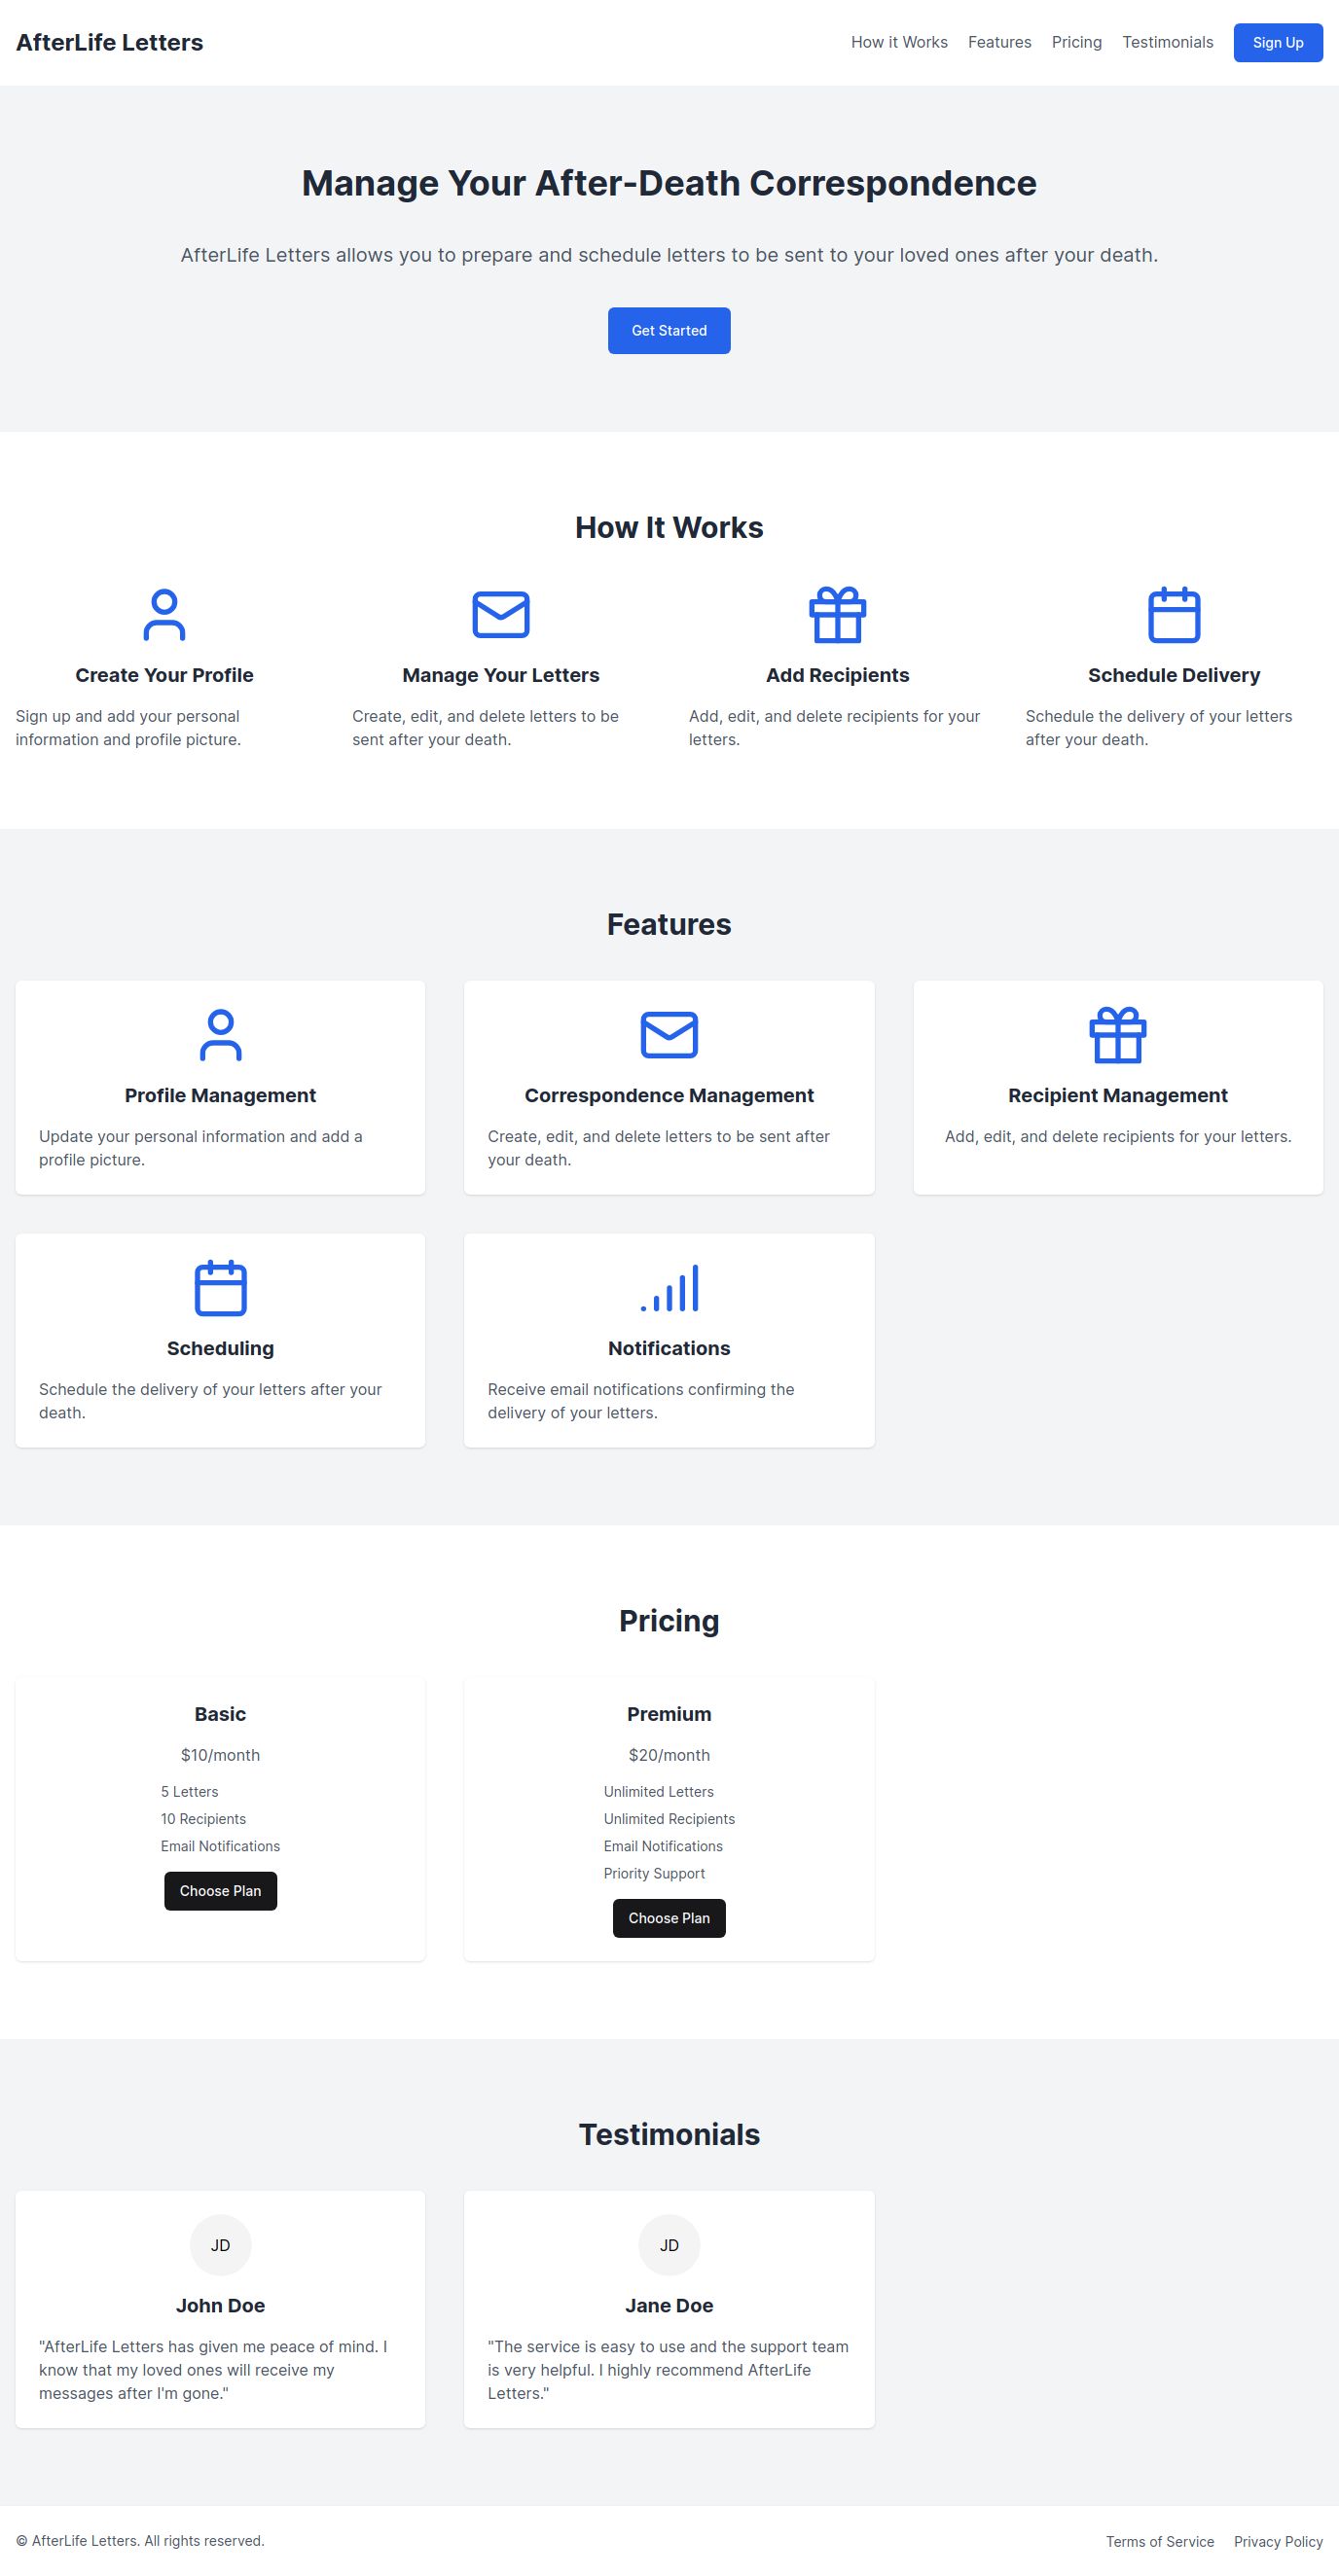 AfterLife Letters
How it Works
Features
Pricing
Testimonials
Sign Up
Manage Your After-Death Correspondence
AfterLife Letters allows you to prepare and schedule letters to be sent to your loved ones after your death.
Get Started
How It Works
Create Your Profile
Sign up and add your personal
information and profile picture.
Manage Your Letters
Create, edit, and delete letters to be
sent after your death.
Add Recipients
Add, edit, and delete recipients for your
letters.
Schedule Delivery
Schedule the delivery of your letters
after your death.
Features
Profile Management
Update your personal information and add a
profile picture.
Correspondence Management
Create, edit, and delete letters to be sent after
your death.
Recipient Management
Add, edit, and delete recipients for your letters.
Scheduling
Schedule the delivery of your letters after your
death.
Notifications
Receive email notifications confirming the
delivery of your letters.
Pricing
Basic
$10/month
5 Letters
10 Recipients
Email Notifications
Choose Plan
Premium
$20/month
Unlimited Letters
Unlimited Recipients
Email Notifications
Priority Support
Choose Plan
Testimonials
JD
John Doe
"AfterLife Letters has given me peace of mind. I
know that my loved ones will receive my
messages after I'm gone."
JD
Jane Doe
"The service is easy to use and the support team
is very helpful. I highly recommend AfterLife
Letters."
© AfterLife Letters. All rights reserved.
Terms of Service
Privacy Policy